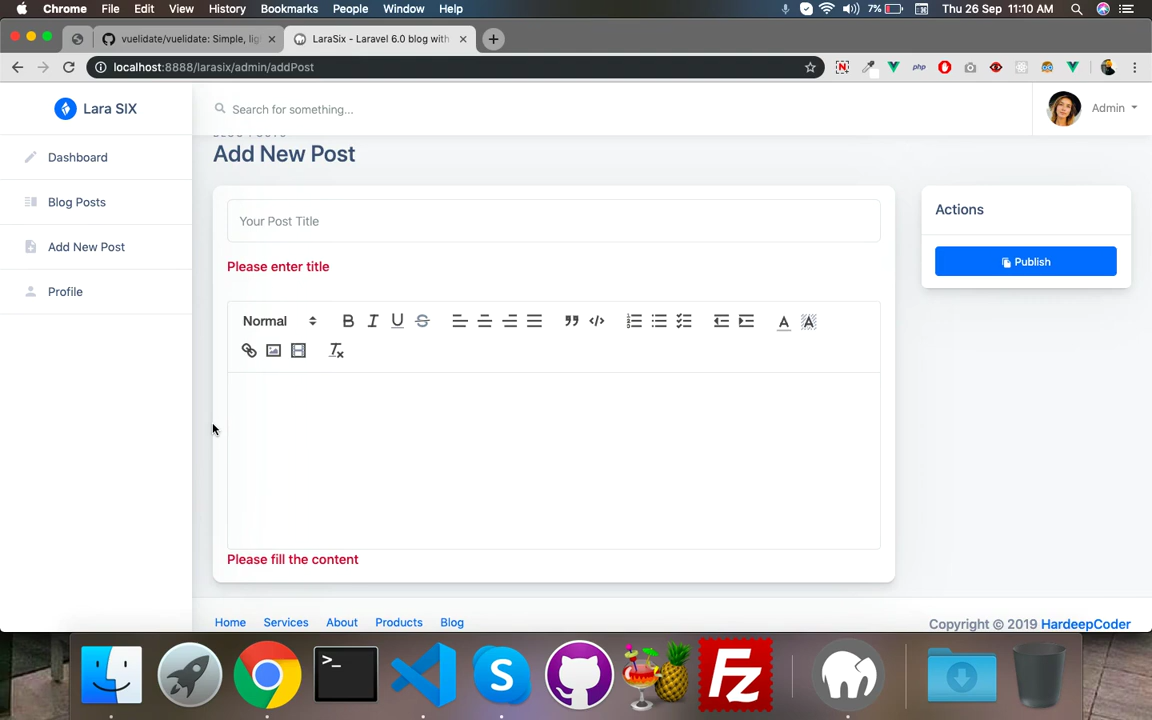 Chrome File Edit View History Bookmarks People Window Help 7% Thu 26 Sep 11:10 AM
vuelidate/vuelidate: Simple, lig
LaraSix - Laravel 6.0 blog with
localhost:8888/larasix/admin/addPost
php
Lara SIX
Search for something...
Admin
Dashboard
Blog Posts
Add New Post
Profile
BLOG POSTS
Add New Post
Your Post Title
Please enter title
Normal
Please fill the content
Actions
Publish
Home Services About Products Blog
Copyright © 2019 HardeepCoder